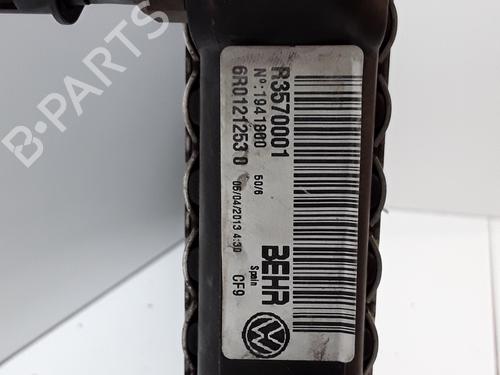 R3570001
Nº:1941860
6R0121253 0
50/6
05/04/2013 4:30
BEHR
Spain
CF9
B-PARTS